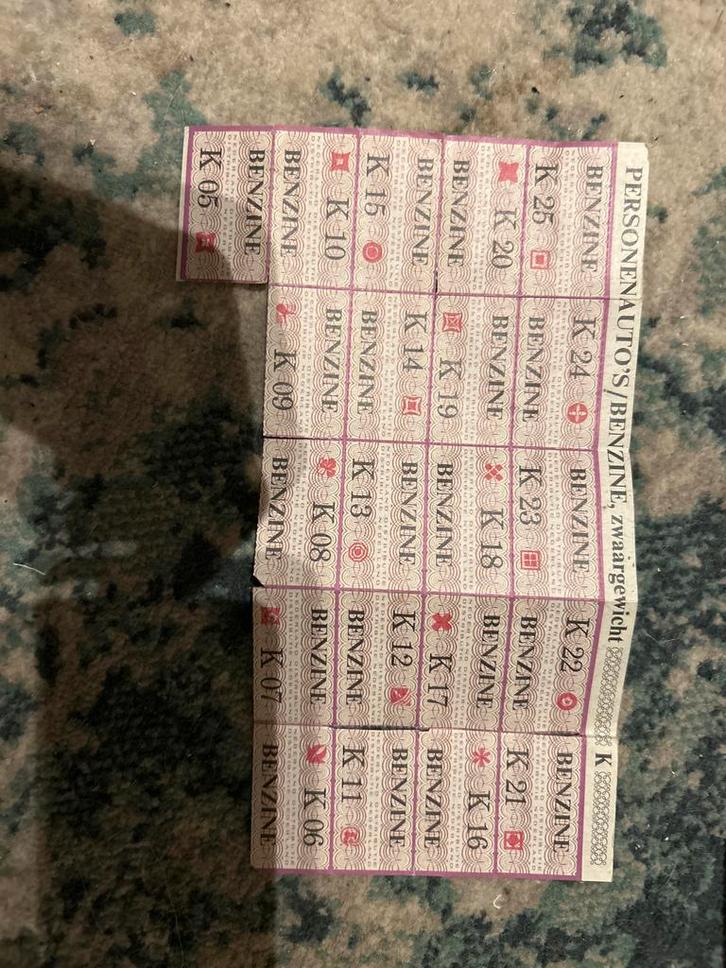 PERSONENAUTO'S/BENZINE, zwaargewicht K
BENZINE K 24 BENZINE K 22 BENZINE
K 25 BENZINE K 23 BENZINE K 21
K 20 BENZINE K 18 BENZINE K 16
BENZINE K 19 BENZINE K 17 BENZINE
BENZINE K 14 BENZINE K 12 BENZINE
K 15 BENZINE K 13 BENZINE K 11
K 10 BENZINE K 08 BENZINE K 06
BENZINE K 09 BENZINE K 07 BENZINE
BENZINE
K 05